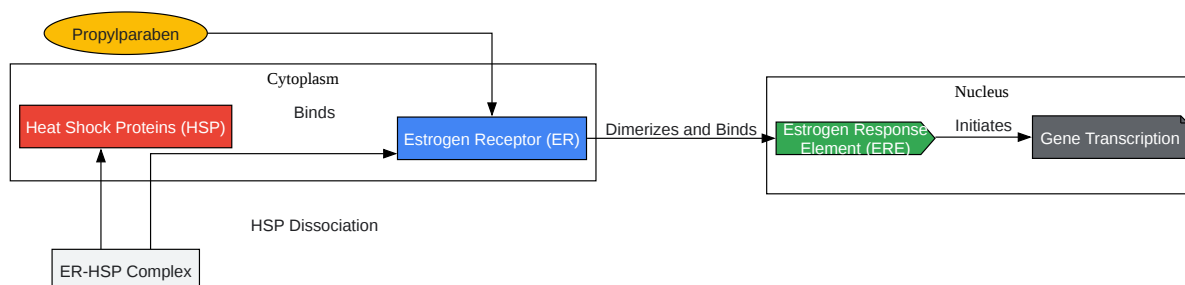 Propylparaben
Cytoplasm
Nucleus
Binds
Heat Shock Proteins (HSP)
Estrogen Receptor (ER)
Dimerizes and Binds
Estrogen Response
Element (ERE)
Initiates
Gene Transcription
HSP Dissociation
ER-HSP Complex